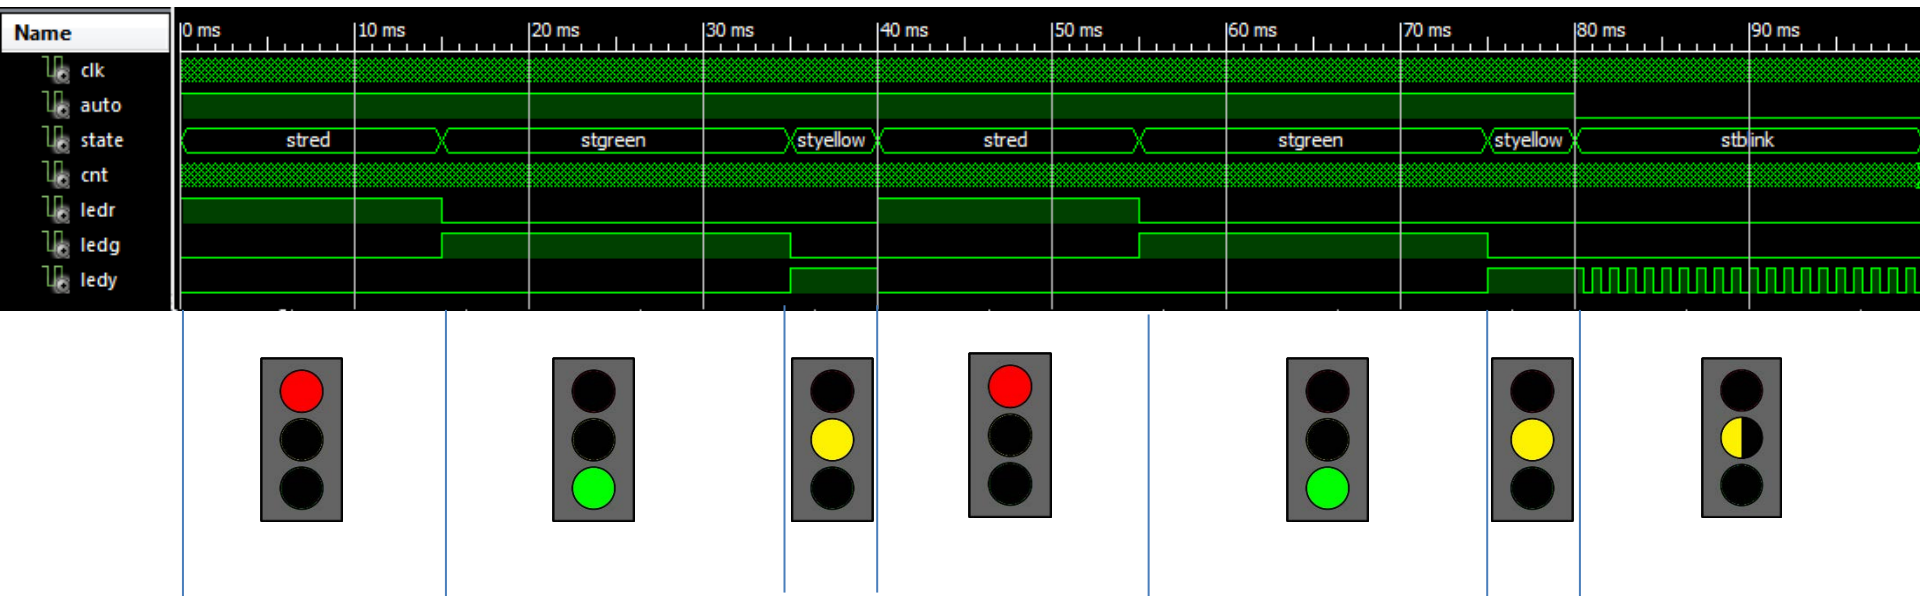 Name
0 ms 10 ms 20 ms 30 ms 40 ms 50 ms 60 ms 70 ms 80 ms 90 ms
clk
auto
state stred stgreen styellow stred stgreen styellow stblink
cnt
ledr
ledg
ledy